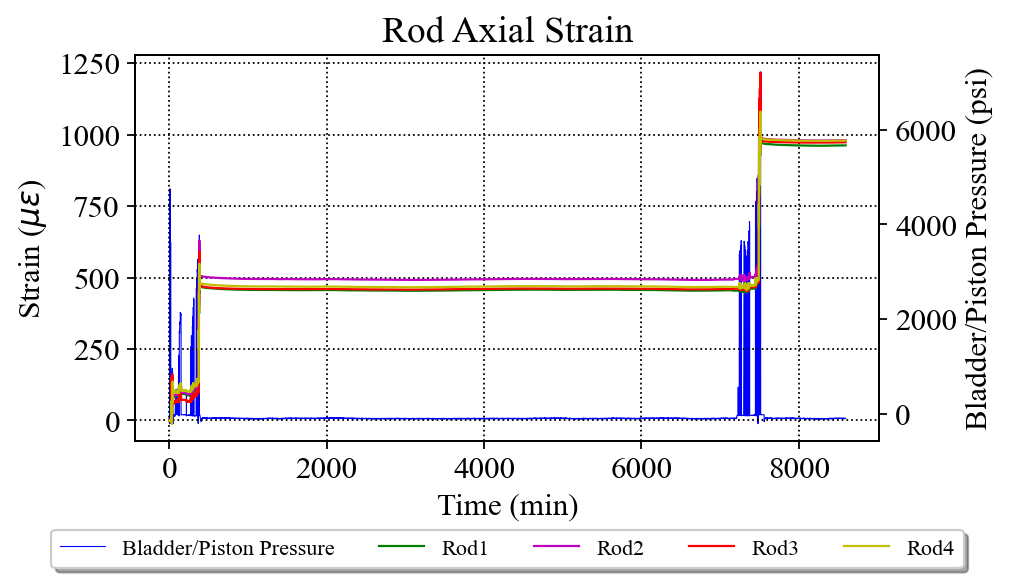 Rod Axial Strain
1250
1000
750
500
250
0
Strain (με)
6000
4000
2000
0
Bladder/Piston Pressure (psi)
0 2000 4000 6000 8000
Time (min)
Bladder/Piston Pressure Rod1 Rod2 Rod3 Rod4